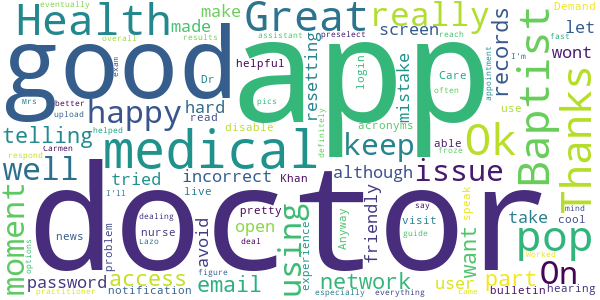 eventually
Demand
Health
made
make
Great
really
screen
assistant
preselect
reach
fast
let
overall
results
I'm
good
app
exam
Dr
helpful
resetting
login
mistake
Care
often
appointment
records
wont
Baptist
Thanks
Mrs
better
happy
hard
pics
acronyms
use
upload
read
disable
definitely
froze
telling
helped
medical
keep
able
Ok
respond
Carmen
well
tried
incorrect
Khan
although
issue
I'll
live
mind
doctor
moment
using
open
Anyway
friendly
want
say
visit
take
cool
pop
dealing
pretty
speak
guide
news
nurse
avoid
experience
On
options
problem
Lazo
deal
network
user
part
Worked
password
access
email
figure
bulletin
hearing
notification
practitioner
especially
everything
Came